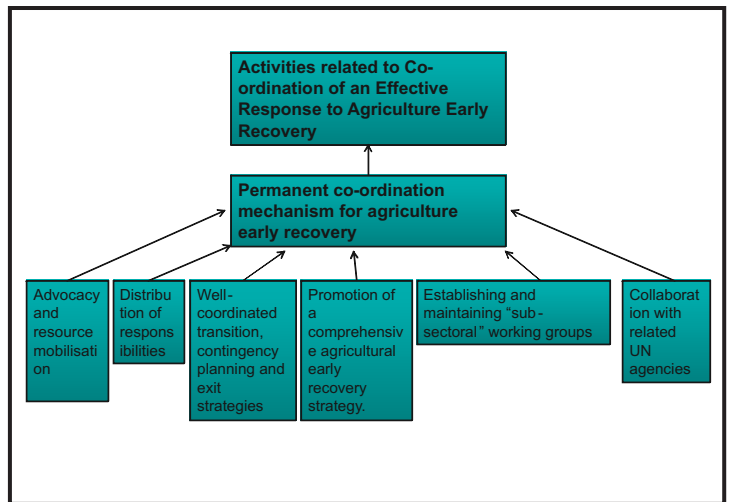 Activities related to Co-
ordination of an Effective
Response to Agriculture Early
Recovery
Permanent co-ordination
mechanism for agriculture
early recovery
Advocacy
and
resource
mobilisati
on
Distribu
tion of
respons
ibilities
Well-
coordinated
transition,
contingency
planning and
exit
strategies
Promotion of
a
comprehensiv
e agricultural
early
recovery
strategy.
Establishing and
maintaining “sub-
sectoral” working groups
Collaborat
ion with
related
UN
agencies